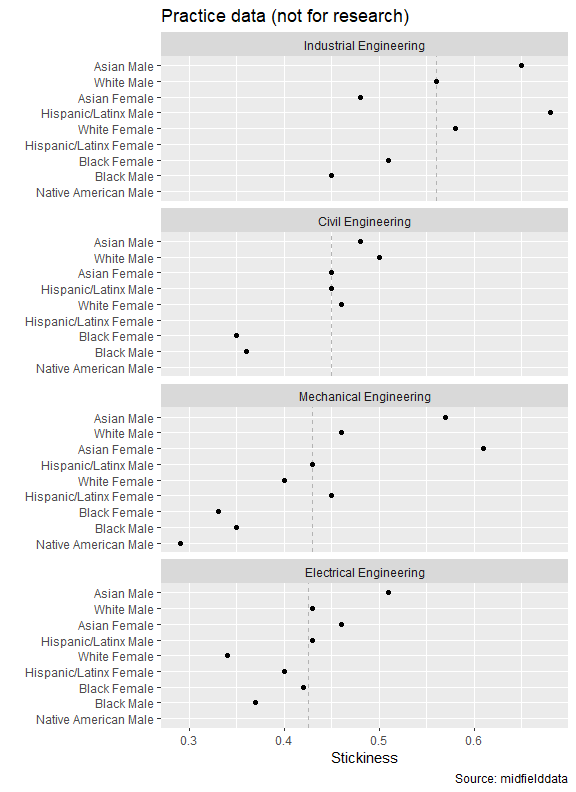 Practice data (not for research)
Industrial Engineering
Asian Male
White Male
Asian Female
Hispanic/Latinx Male
White Female
Hispanic/Latinx Female
Black Female
Black Male
Native American Male
Civil Engineering
Asian Male
White Male
Asian Female
Hispanic/Latinx Male
White Female
Hispanic/Latinx Female
Black Female
Black Male
Native American Male
Mechanical Engineering
Asian Male
White Male
Asian Female
Hispanic/Latinx Male
White Female
Hispanic/Latinx Female
Black Female
Black Male
Native American Male
Electrical Engineering
Asian Male
White Male
Asian Female
Hispanic/Latinx Male
White Female
Hispanic/Latinx Female
Black Female
Black Male
Native American Male
0.3 0.4 0.5 0.6
Stickiness
Source: midfielddata